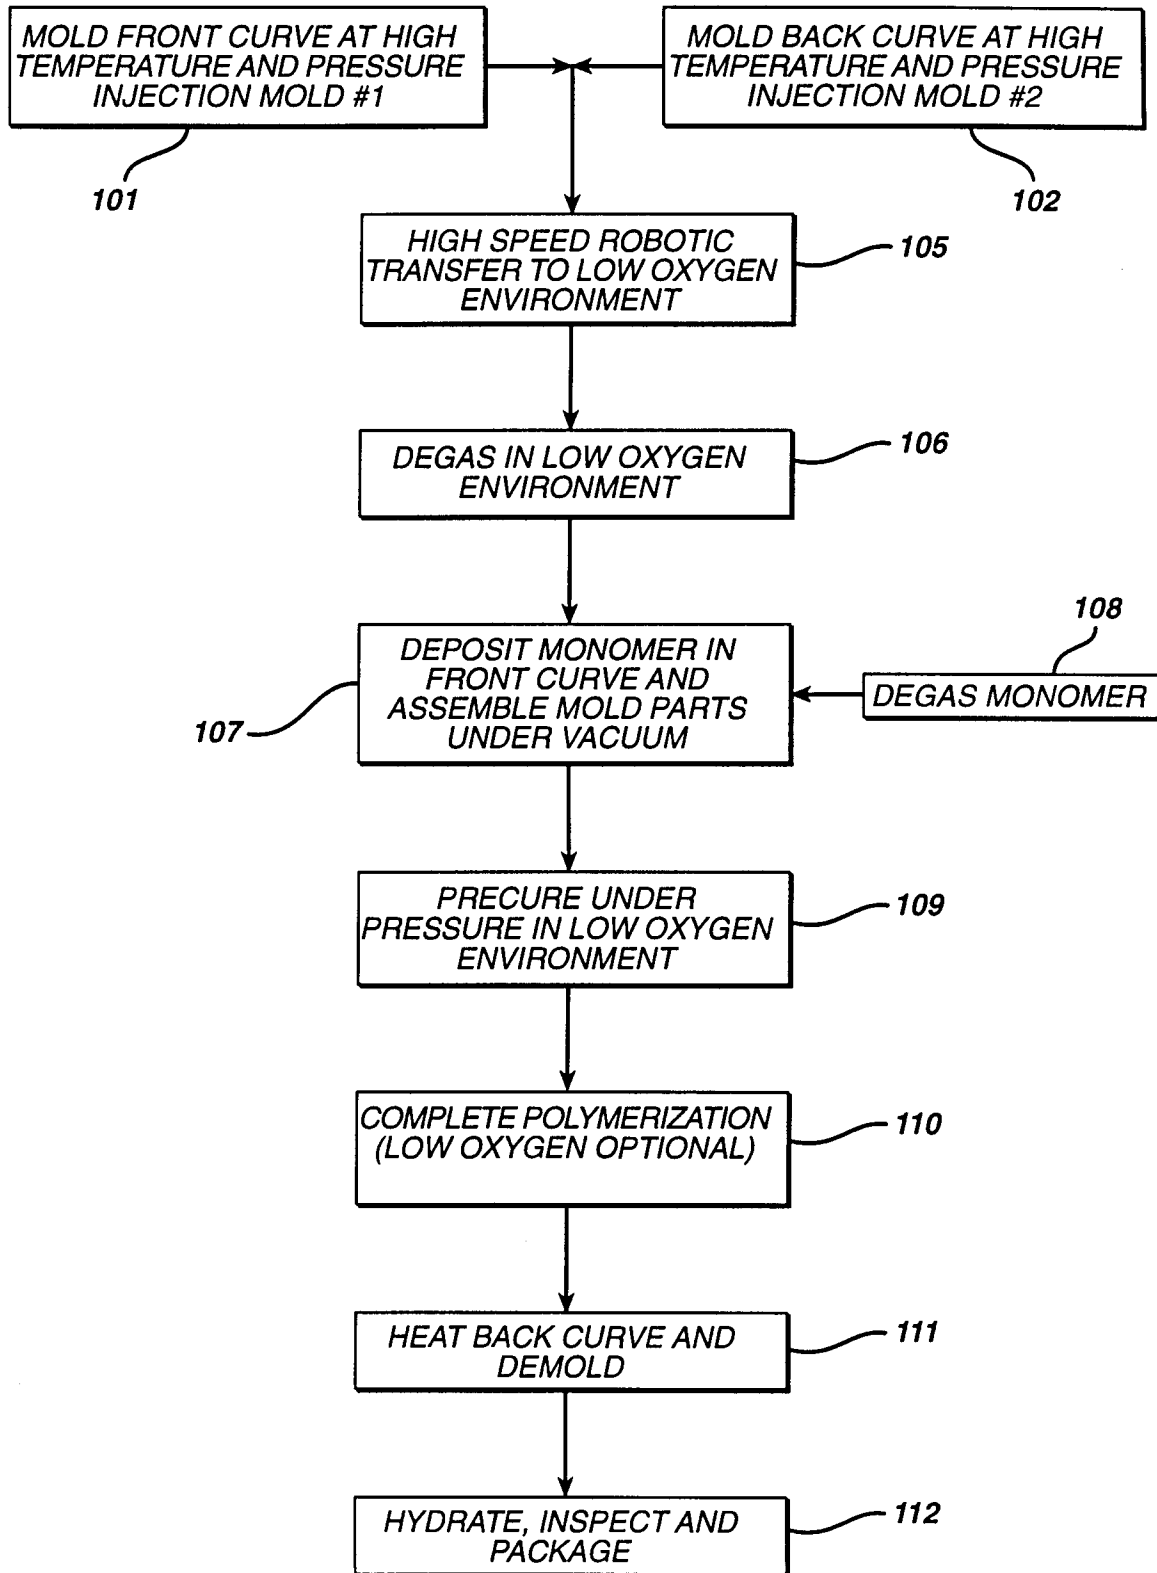 MOLD FRONT CURVE AT HIGH
TEMPERATURE AND PRESSURE
INJECTION MOLD #1
101
MOLD BACK CURVE AT HIGH
TEMPERATURE AND PRESSURE
INJECTION MOLD #2
102
HIGH SPEED ROBOTIC
TRANSFER TO LOW OXYGEN
ENVIRONMENT
105
DEGAS IN LOW OXYGEN
ENVIRONMENT
106
DEPOSIT MONOMER IN
FRONT CURVE AND
ASSEMBLE MOLD PARTS
UNDER VACUUM
107
108
DEGAS MONOMER
PRECURE UNDER
PRESSURE IN LOW OXYGEN
ENVIRONMENT
109
COMPLETE POLYMERIZATION
(LOW OXYGEN OPTIONAL)
110
HEAT BACK CURVE AND
DEMOLD
111
HYDRATE, INSPECT AND
PACKAGE
112